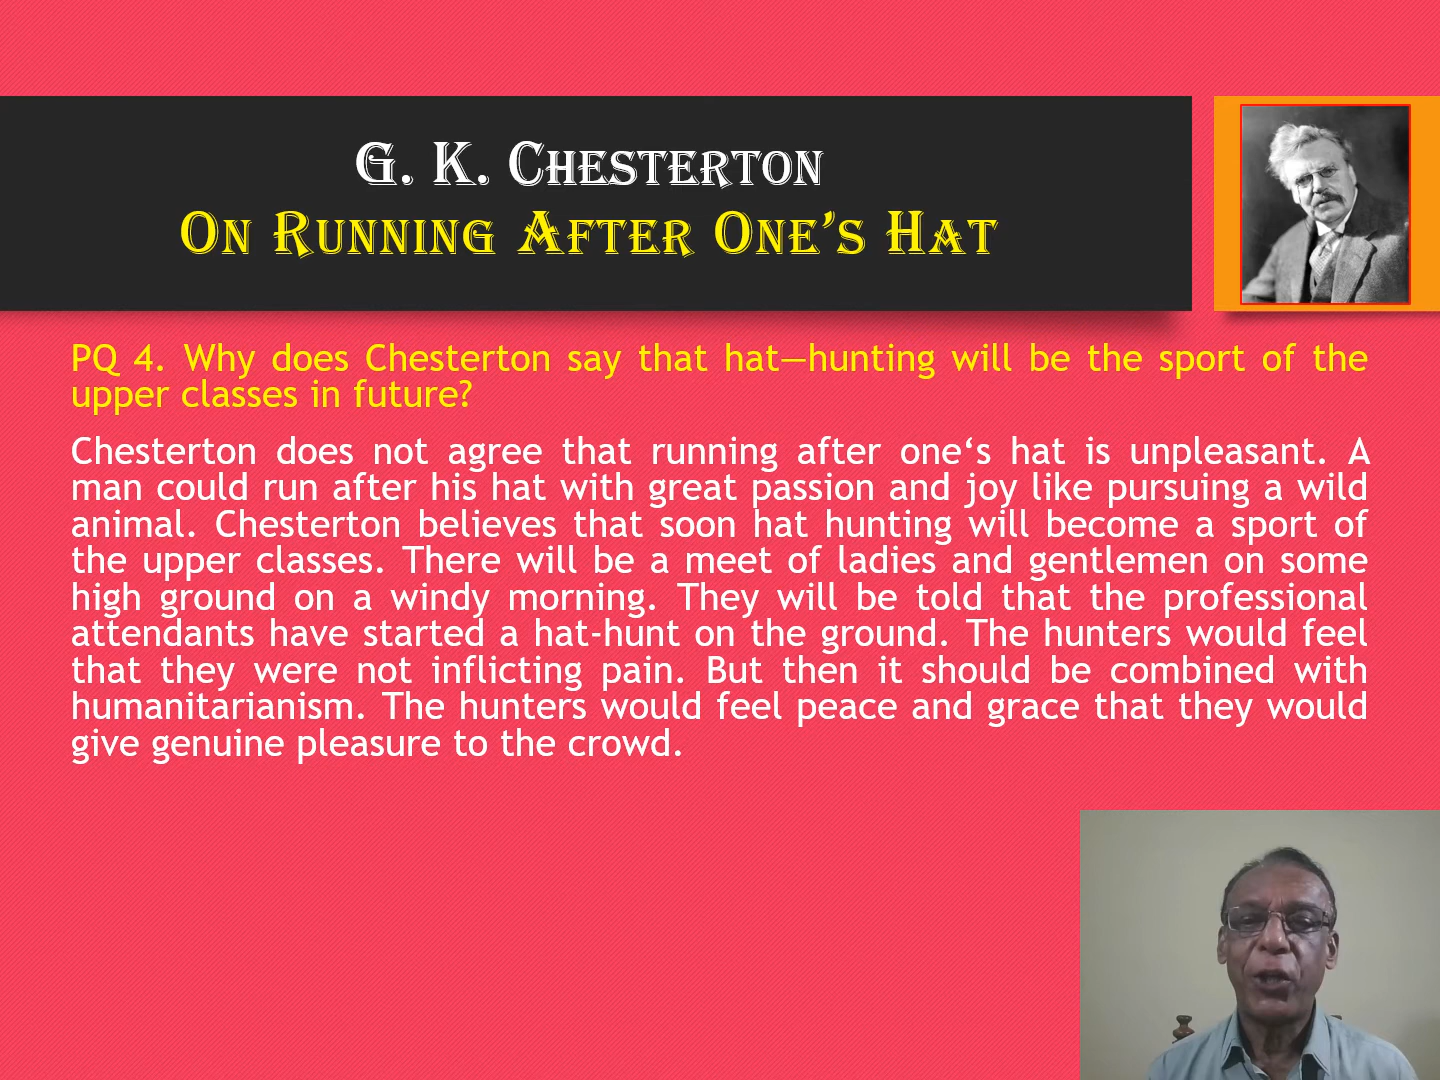 G. K. Chesterton
On Running After One’s Hat
PQ 4. Why does Chesterton say that hat—hunting will be the sport of the
upper classes in future?
Chesterton does not agree that running after one‘s hat is unpleasant. A
man could run after his hat with great passion and joy like pursuing a wild
animal. Chesterton believes that soon hat hunting will become a sport of
the upper classes. There will be a meet of ladies and gentlemen on some
high ground on a windy morning. They will be told that the professional
attendants have started a hat-hunt on the ground. The hunters would feel
that they were not inflicting pain. But then it should be combined with
humanitarianism. The hunters would feel peace and grace that they would
give genuine pleasure to the crowd.